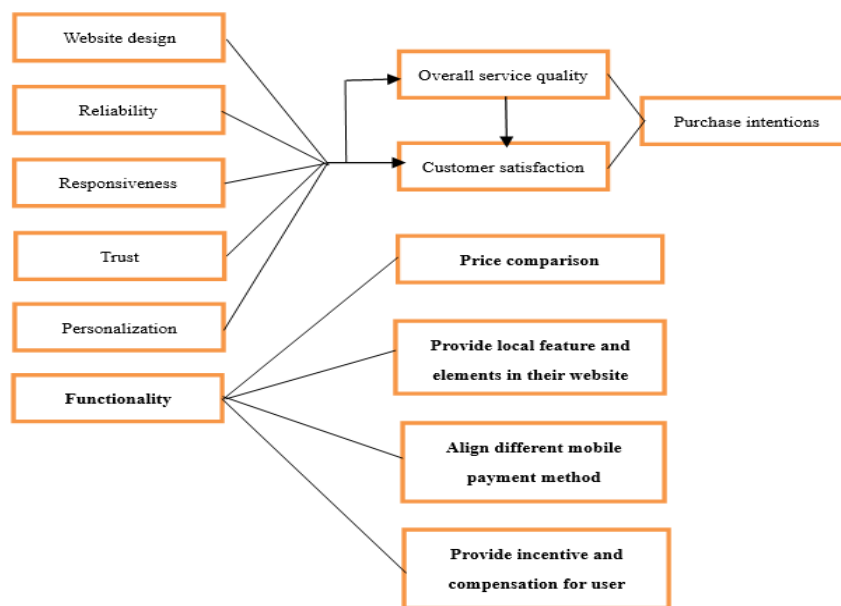 Website design
Reliability
Responsiveness
Trust
Personalization
Functionality
Overall service quality
Customer satisfaction
Purchase intentions
Price comparison
Provide local feature and
elements in their website
Align different mobile
payment method
Provide incentive and
compensation for user